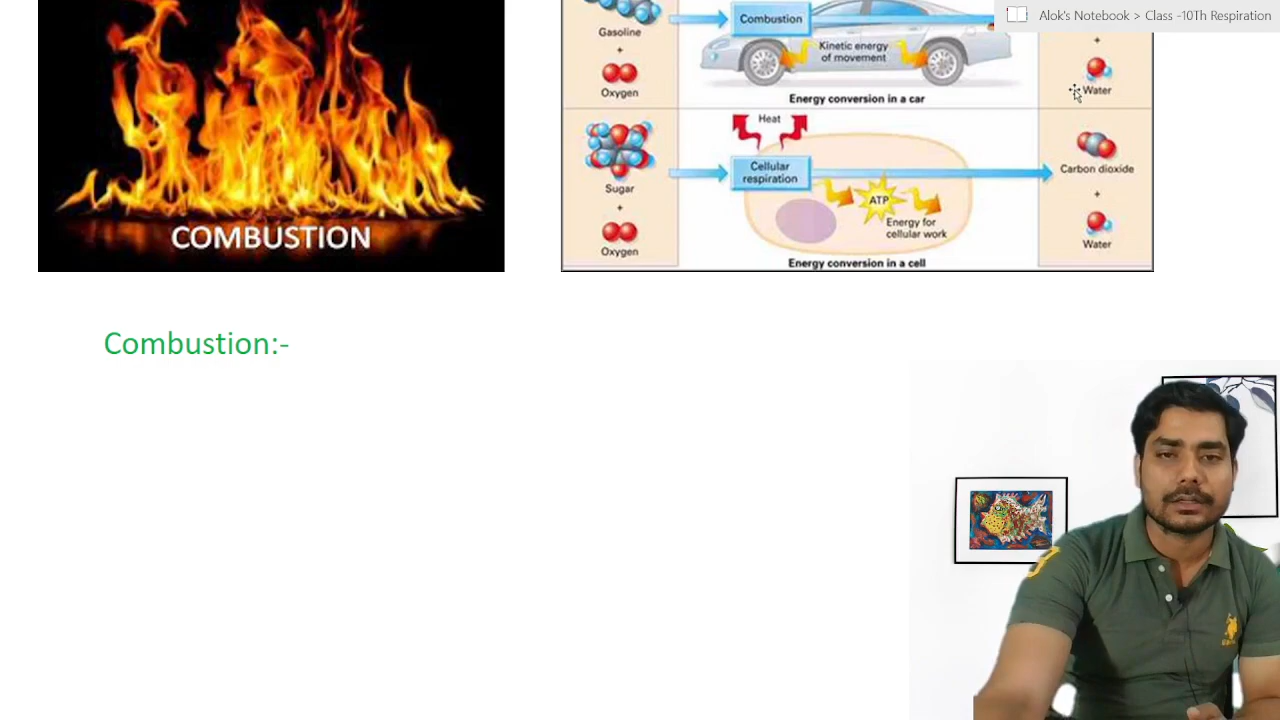 Alok's Notebook > Class -10Th Respiration
Gasoline
+
Oxygen
Combustion
Kinetic energy
of movement
Energy conversion in a car
+
Water
COMBUSTION
Sugar
+
Oxygen
Heat
Cellular
respiration
ATP
Energy for
cellular work
Energy conversion in a cell
Carbon dioxide
+
Water
Combustion:-